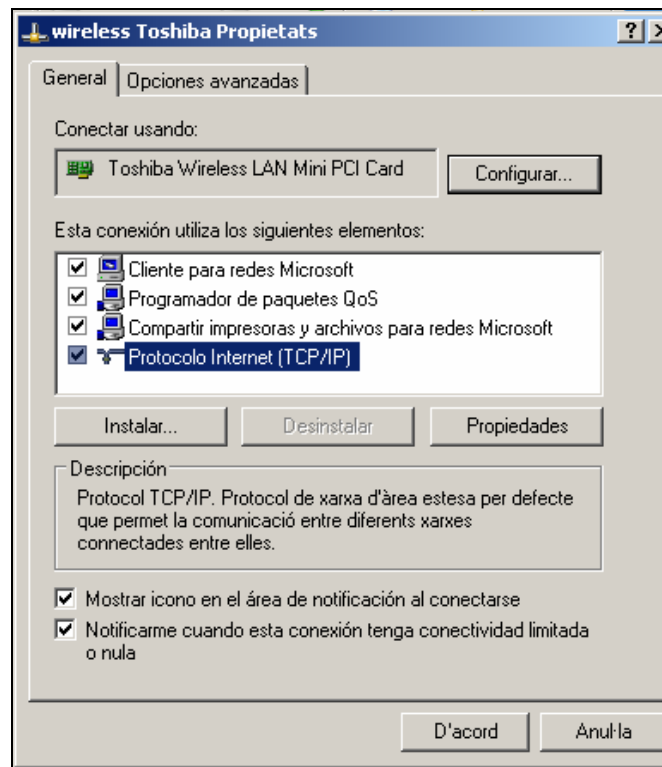 wireless Toshiba Propietats
General
Opciones avanzadas
Conectar usando:
Toshiba Wireless LAN Mini PCI Card
Configurar...
Esta conexión utiliza los siguientes elementos:
Cliente para redes Microsoft
Programador de paquetes QoS
Compartir impresoras y archivos para redes Microsoft
Protocolo Internet (TCP/IP)
Instalar...
Desinstalar
Propiedades
Descripción
Protocol TCP/IP. Protocol de xarxa d'àrea estesa per defecte
que permet la comunicació entre diferents xarxes
connectades entre elles.
Mostrar icono en el área de notificación al conectarse
Notificarme cuando esta conexión tenga conectividad limitada
o nula
D'acord
Anul·la